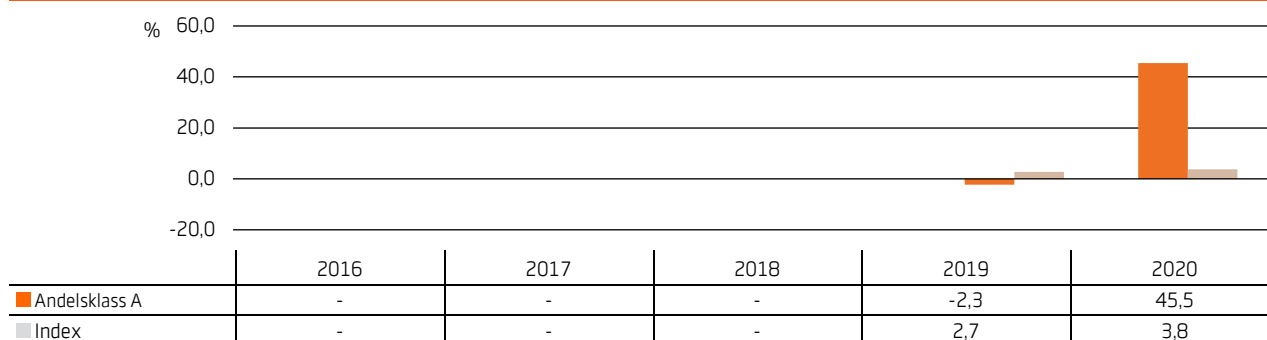 % 60,0
40,0
20,0
0,0
-20,0
2016 2017 2018 2019 2020
Andelsklass A - - - -2,3 45,5
Index - - - 2,7 3,8